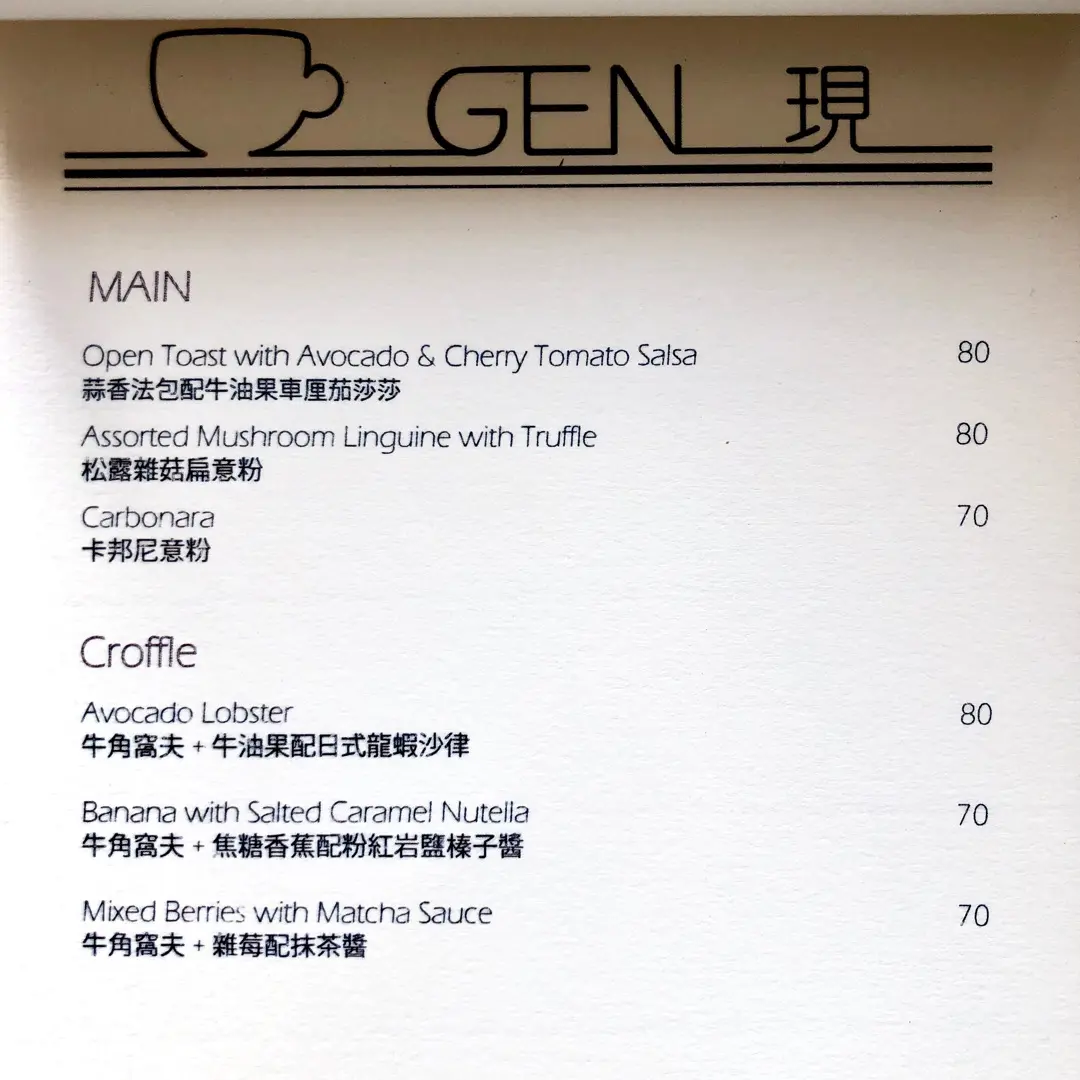 GEN 現
MAIN
Open Toast with Avocado & Cherry Tomato Salsa 80
蒜香法包配牛油果車厘茄莎莎
Assorted Mushroom Linguine with Truffle 80
松露雜菇扁意粉
Carbonara 70
卡邦尼意粉
Croffle
Avocado Lobster 80
牛角窩夫 + 牛油果配日式龍蝦沙律
Banana with Salted Caramel Nutella 70
牛角窩夫 + 焦糖香蕉配粉紅岩鹽榛子醬
Mixed Berries with Matcha Sauce 70
牛角窩夫 + 雜莓配抹茶醬